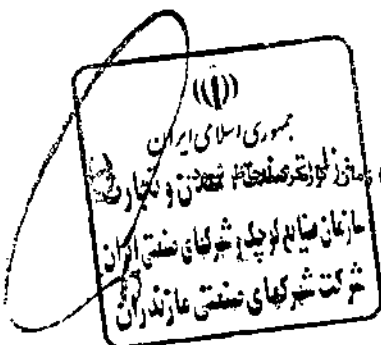 جمهوری اسلامی ایران
معدن و تجارت
سازمان صنایع کوچک و شهرکهای صنعتی ایران
شرکت شهرکهای صنعتی مازندران